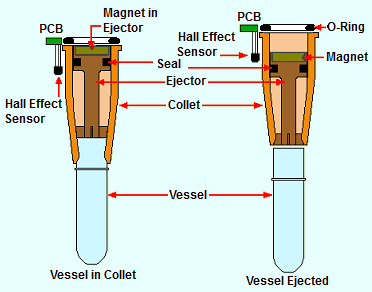 Magnet in
Ejector
PCB
Hall Effect
Sensor
Seal
Ejector
Collet
Vessel
Vessel in Collet
PCB
Hall Effect
Sensor
O-Ring
Magnet
Vessel Ejected